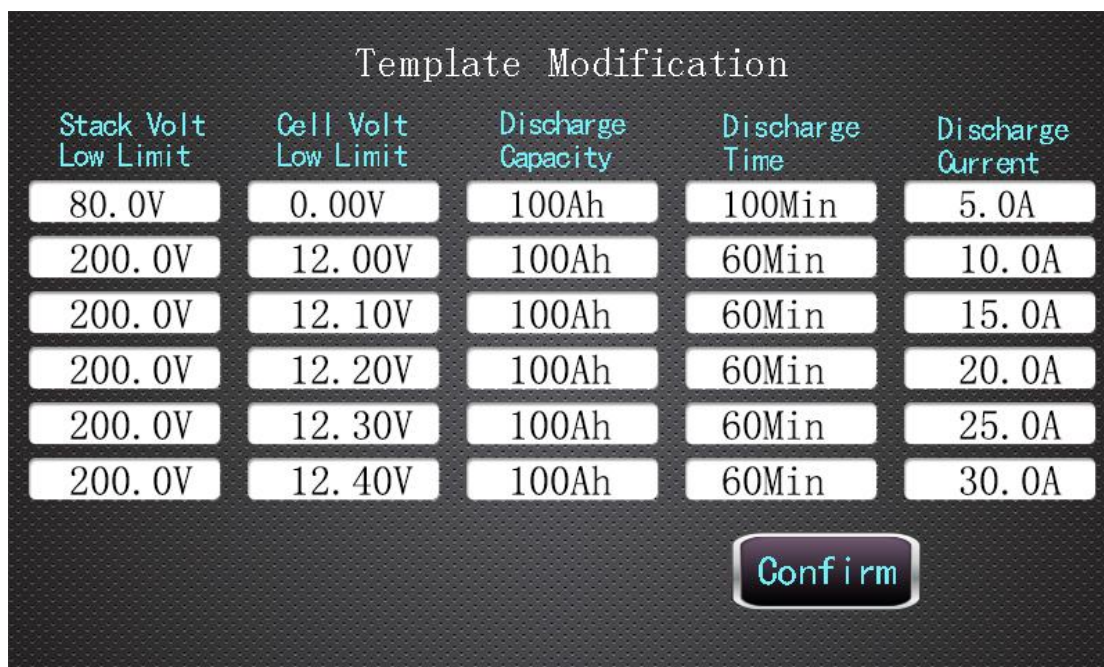 Template Modification
Stack Volt Low Limit
Cell Volt Low Limit
Discharge Capacity
Discharge Time
Discharge Current
80.0V 0.00V 100Ah 100Min 5.0A
200.0V 12.00V 100Ah 60Min 10.0A
200.0V 12.10V 100Ah 60Min 15.0A
200.0V 12.20V 100Ah 60Min 20.0A
200.0V 12.30V 100Ah 60Min 25.0A
200.0V 12.40V 100Ah 60Min 30.0A
Confirm